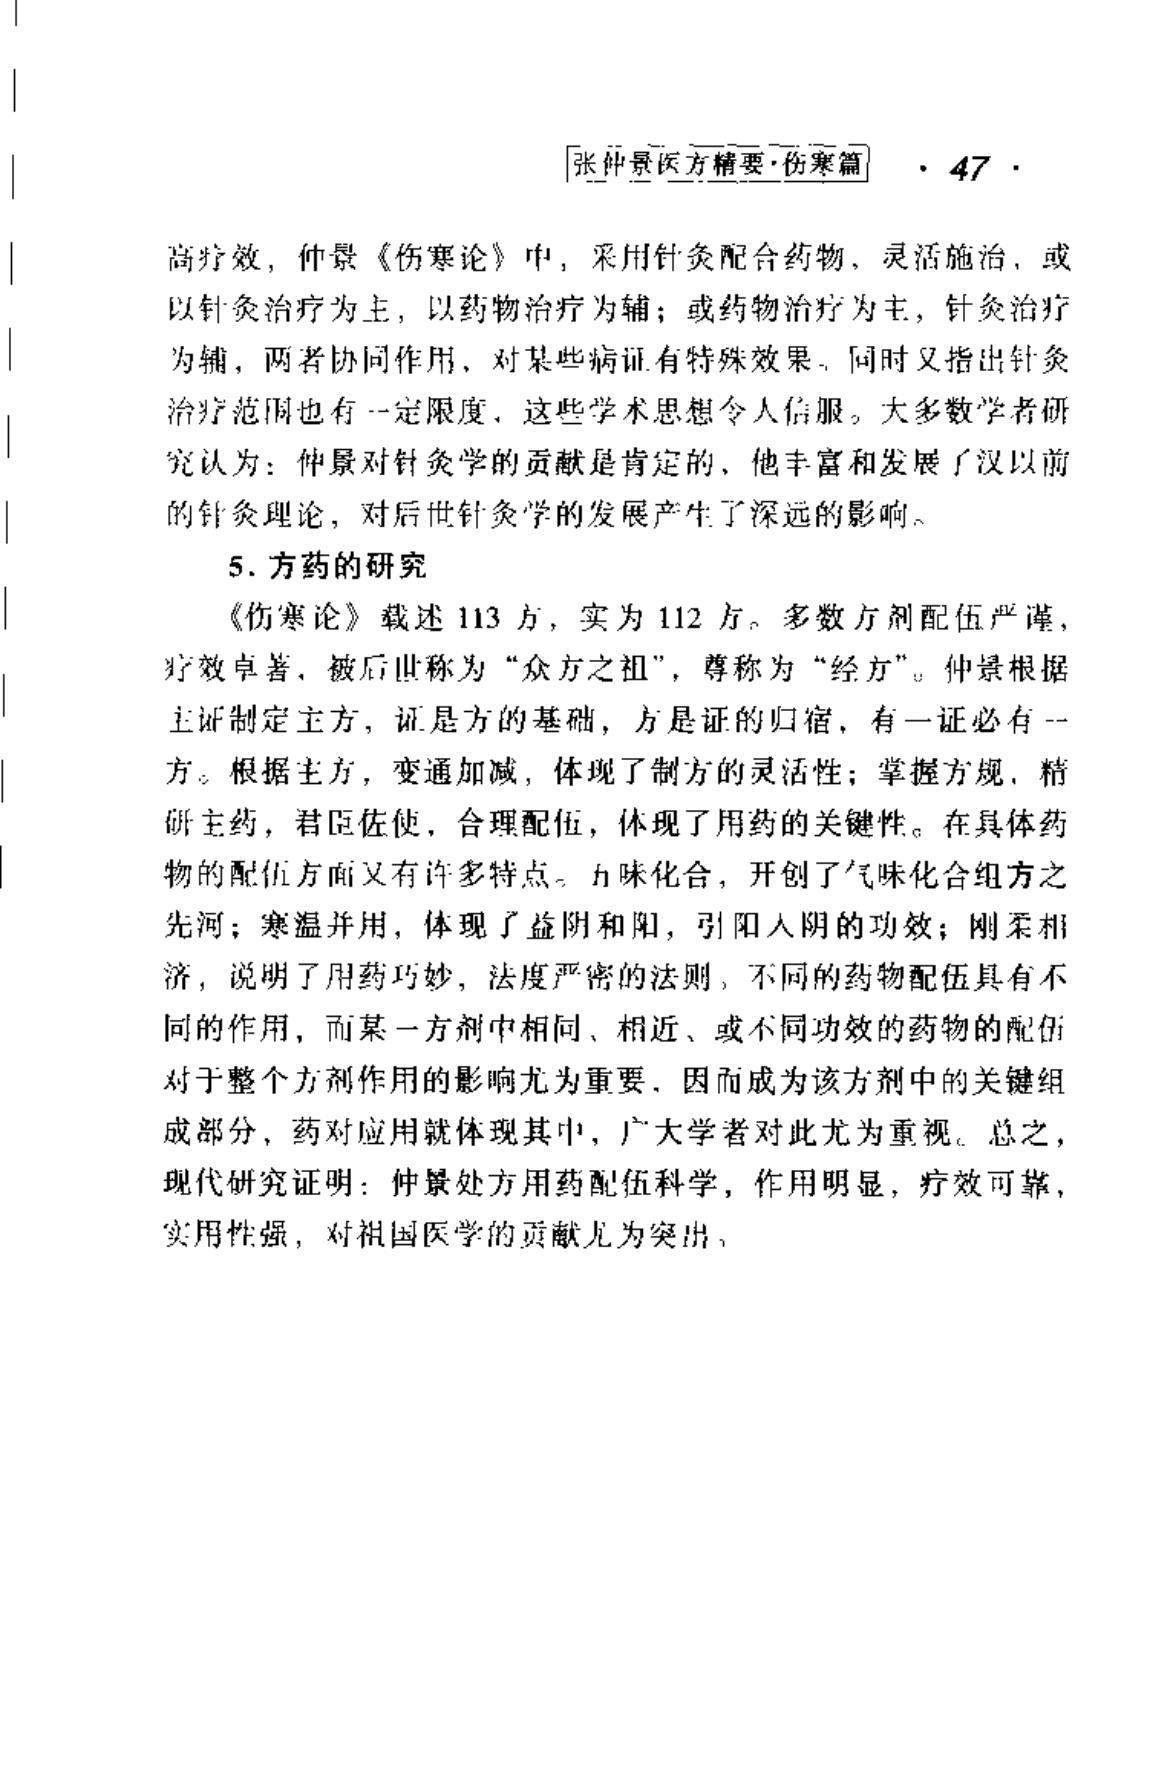 张仲景医方精要·伤寒篇 · 47 ·
高疗效，仲景《伤寒论》中，采用针灸配合药物、灵活施治，或
以针灸治疗为主，以药物治疗为辅；或药物治疗为主，针灸治疗
为辅，两者协同作用，对某些病证有特殊效果。同时又指出针灸
治疗范围也有一定限度，这些学术思想令人信服。大多数学者研
究认为：仲景对针灸学的贡献是肯定的，他丰富和发展了汉以前
的针灸理论，对后世针灸学的发展产生了深远的影响。
5. 方药的研究
《伤寒论》载述 113 方，实为 112 方。多数方剂配伍严谨，
疗效卓著，被后世称为“众方之祖”，尊称为“经方”。仲景根据
主证制定主方，证是方的基础，方是证的归宿，有一证必有一
方。根据主方，变通加减，体现了制方的灵活性；掌握方规，精
研主药，君臣佐使，合理配伍，体现了用药的关键性。在具体药
物的配伍方面又有许多特点。五味化合，开创了气味化合组方之
先河；寒温并用，体现了益阴和阳，引阳入阴的功效；刚柔相
济，说明了用药巧妙，法度严密的法则。不同的药物配伍具有不
同的作用，而某一方剂中相同、相近、或不同功效的药物的配伍
对于整个方剂作用的影响尤为重要，因而成为该方剂中的关键组
成部分，药对应用就体现其中，广大学者对此尤为重视。总之，
现代研究证明：仲景处方用药配伍科学，作用明显，疗效可靠，
实用性强，对祖国医学的贡献尤为突出。